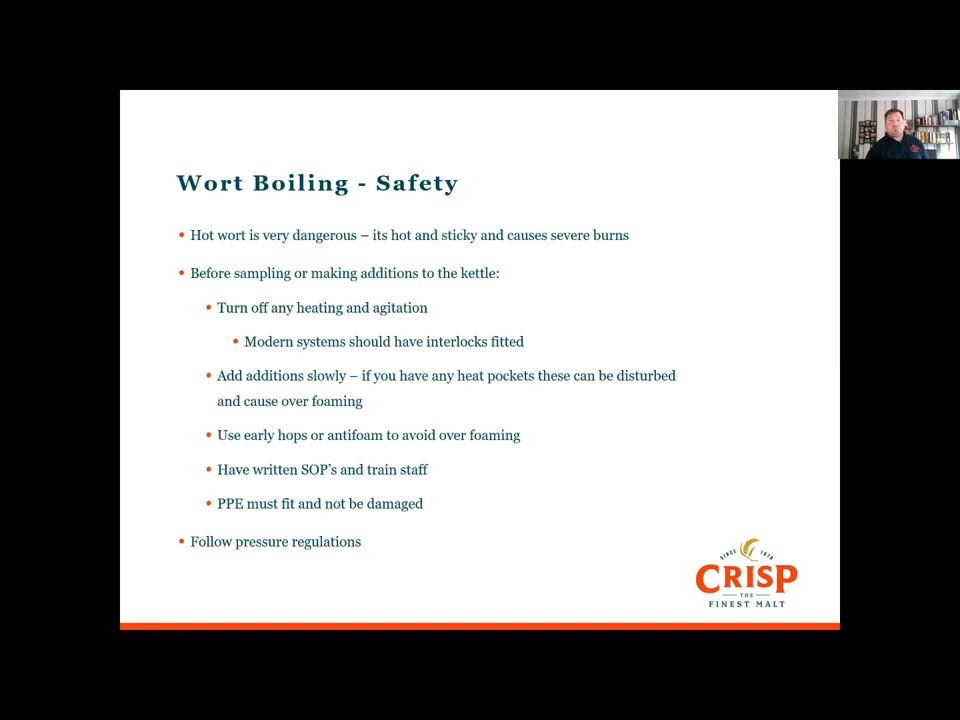 Wort Boiling - Safety
• Hot wort is very dangerous – its hot and sticky and causes severe burns
• Before sampling or making additions to the kettle:
• Turn off any heating and agitation
• Modern systems should have interlocks fitted
• Add additions slowly – if you have any heat pockets these can be disturbed
and cause over foaming
• Use early hops or antifoam to avoid over foaming
• Have written SOP's and train staff
• PPE must fit and not be damaged
• Follow pressure regulations
SINCE 1870
CRISP
THE
FINEST MALT